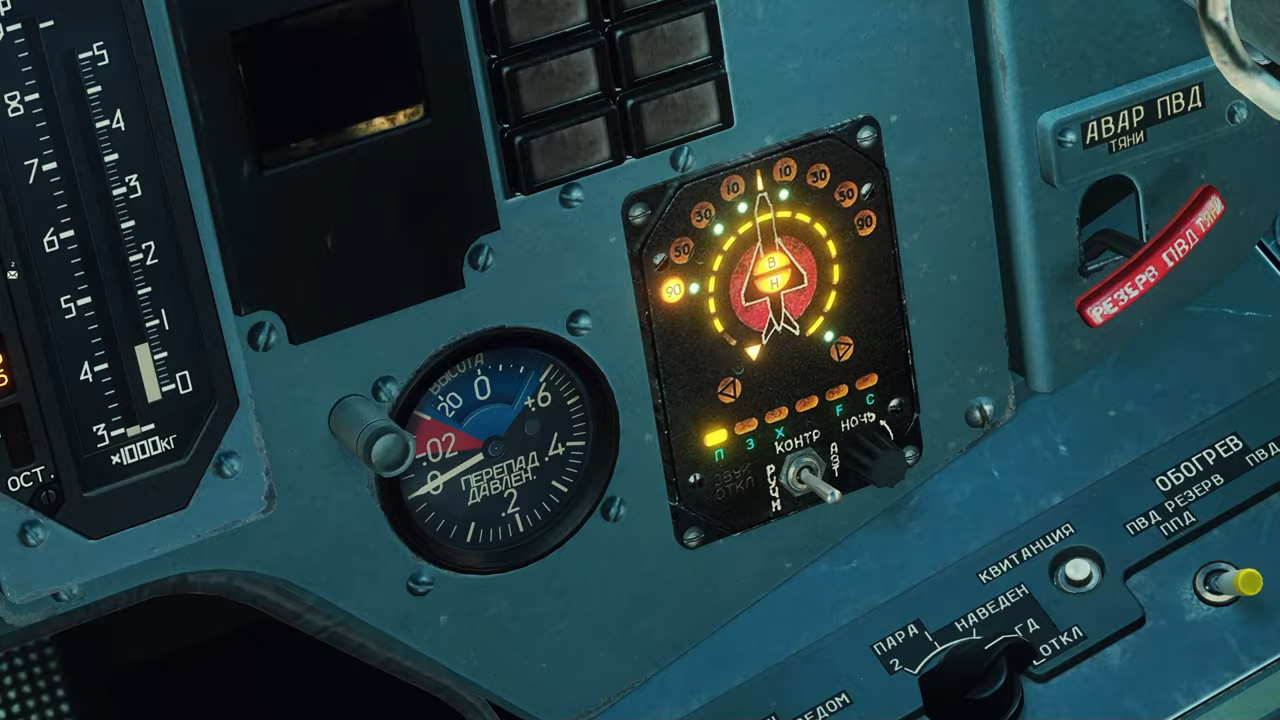 8
7
6
5
4
3
5
4
3
2
1
0
×1000кг
ОСТ.
ВЫСОТА
20
0
.6
.4
.2
0
-.02
ПЕРЕПАД
ДАВЛЕН.
90
50
30
10
10
30
50
90
В
Н
П
З
Х
F
С
КОНТР
НОЧЬ
ЗВУК
ОТКЛ
РУЧН
АВТ
АВАР ПВД
ТЯНИ
РЕЗЕРВ ПВД ТЯНИ
ОБОГРЕВ
ПВД РЕЗЕРВ
ПВД
ППД
КВИТАНЦИЯ
НАВЕДЕН
ПАРА
2
ГД
ОТКЛ